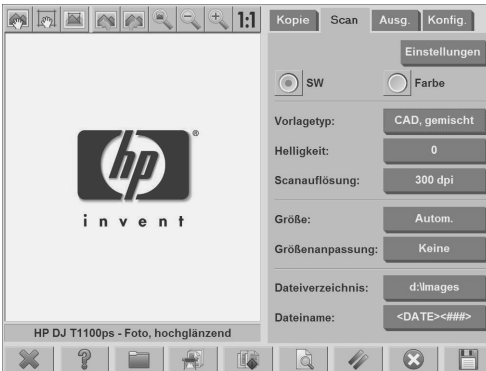 1:1
Kopie Scan Ausg. Konfig.
Einstellungen
SW Farbe
Vorlagetyp: CAD, gemischt
Helligkeit: 0
Scanauflösung: 300 dpi
Größe: Autom.
Größenanpassung: Keine
Dateiverzeichnis: d:\Images
Dateiname: <DATE><###>
hp ®
invent
HP DJ T1100ps - Foto, hochglänzend
?